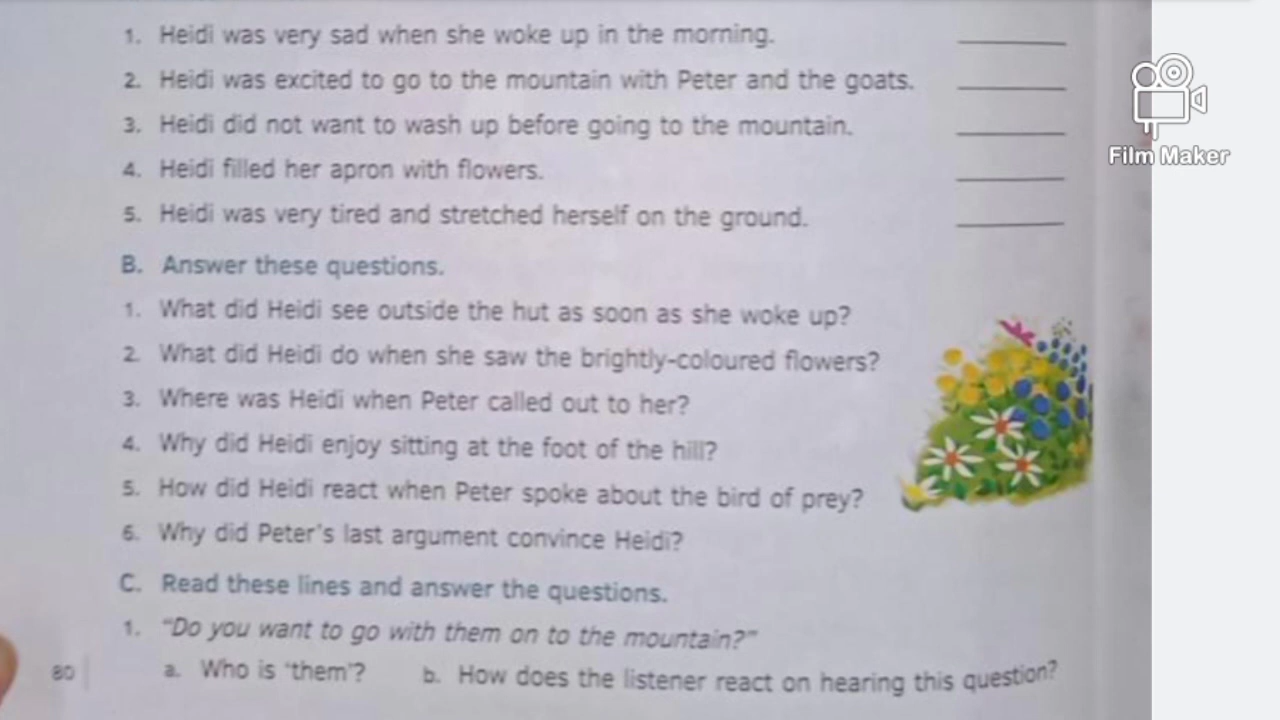 1. Heidi was very sad when she woke up in the morning.
2. Heidi was excited to go to the mountain with Peter and the goats.
3. Heidi did not want to wash up before going to the mountain.
4. Heidi filled her apron with flowers.
5. Heidi was very tired and stretched herself on the ground.
B. Answer these questions.
1. What did Heidi see outside the hut as soon as she woke up?
2. What did Heidi do when she saw the brightly-coloured flowers?
3. Where was Heidi when Peter called out to her?
4. Why did Heidi enjoy sitting at the foot of the hill?
5. How did Heidi react when Peter spoke about the bird of prey?
6. Why did Peter's last argument convince Heidi?
C. Read these lines and answer the questions.
1. "Do you want to go with them on to the mountain?"
a. Who is 'them'? b. How does the listener react on hearing this question?
80
Film Maker